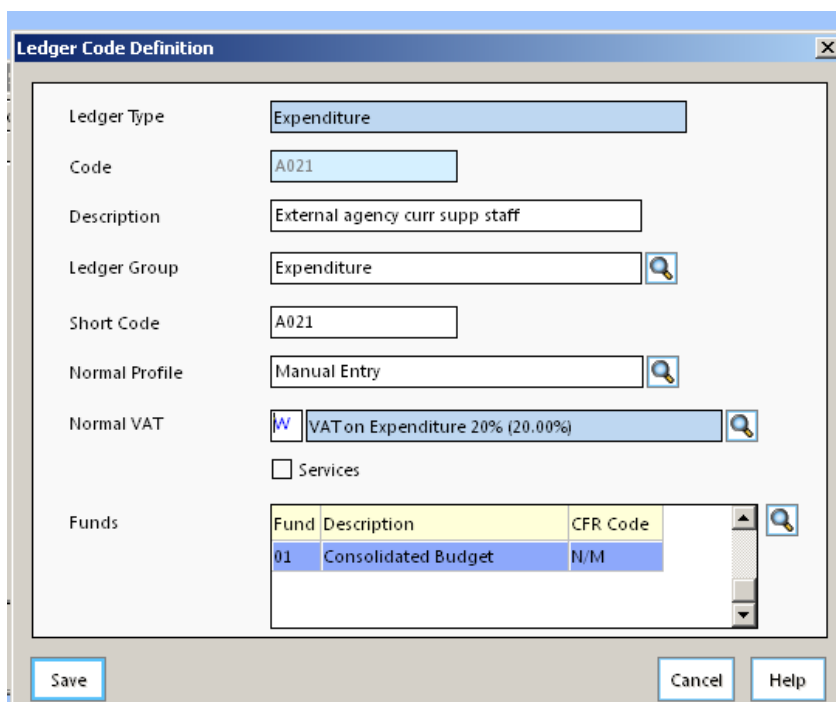 Ledger Code Definition
Ledger Type Expenditure
Code A021
Description External agency curr supp staff
Ledger Group Expenditure
Short Code A021
Normal Profile Manual Entry
Normal VAT W VAT on Expenditure 20% (20.00%)
Services
Funds Fund Description CFR Code
01 Consolidated Budget N/M
Save Cancel Help